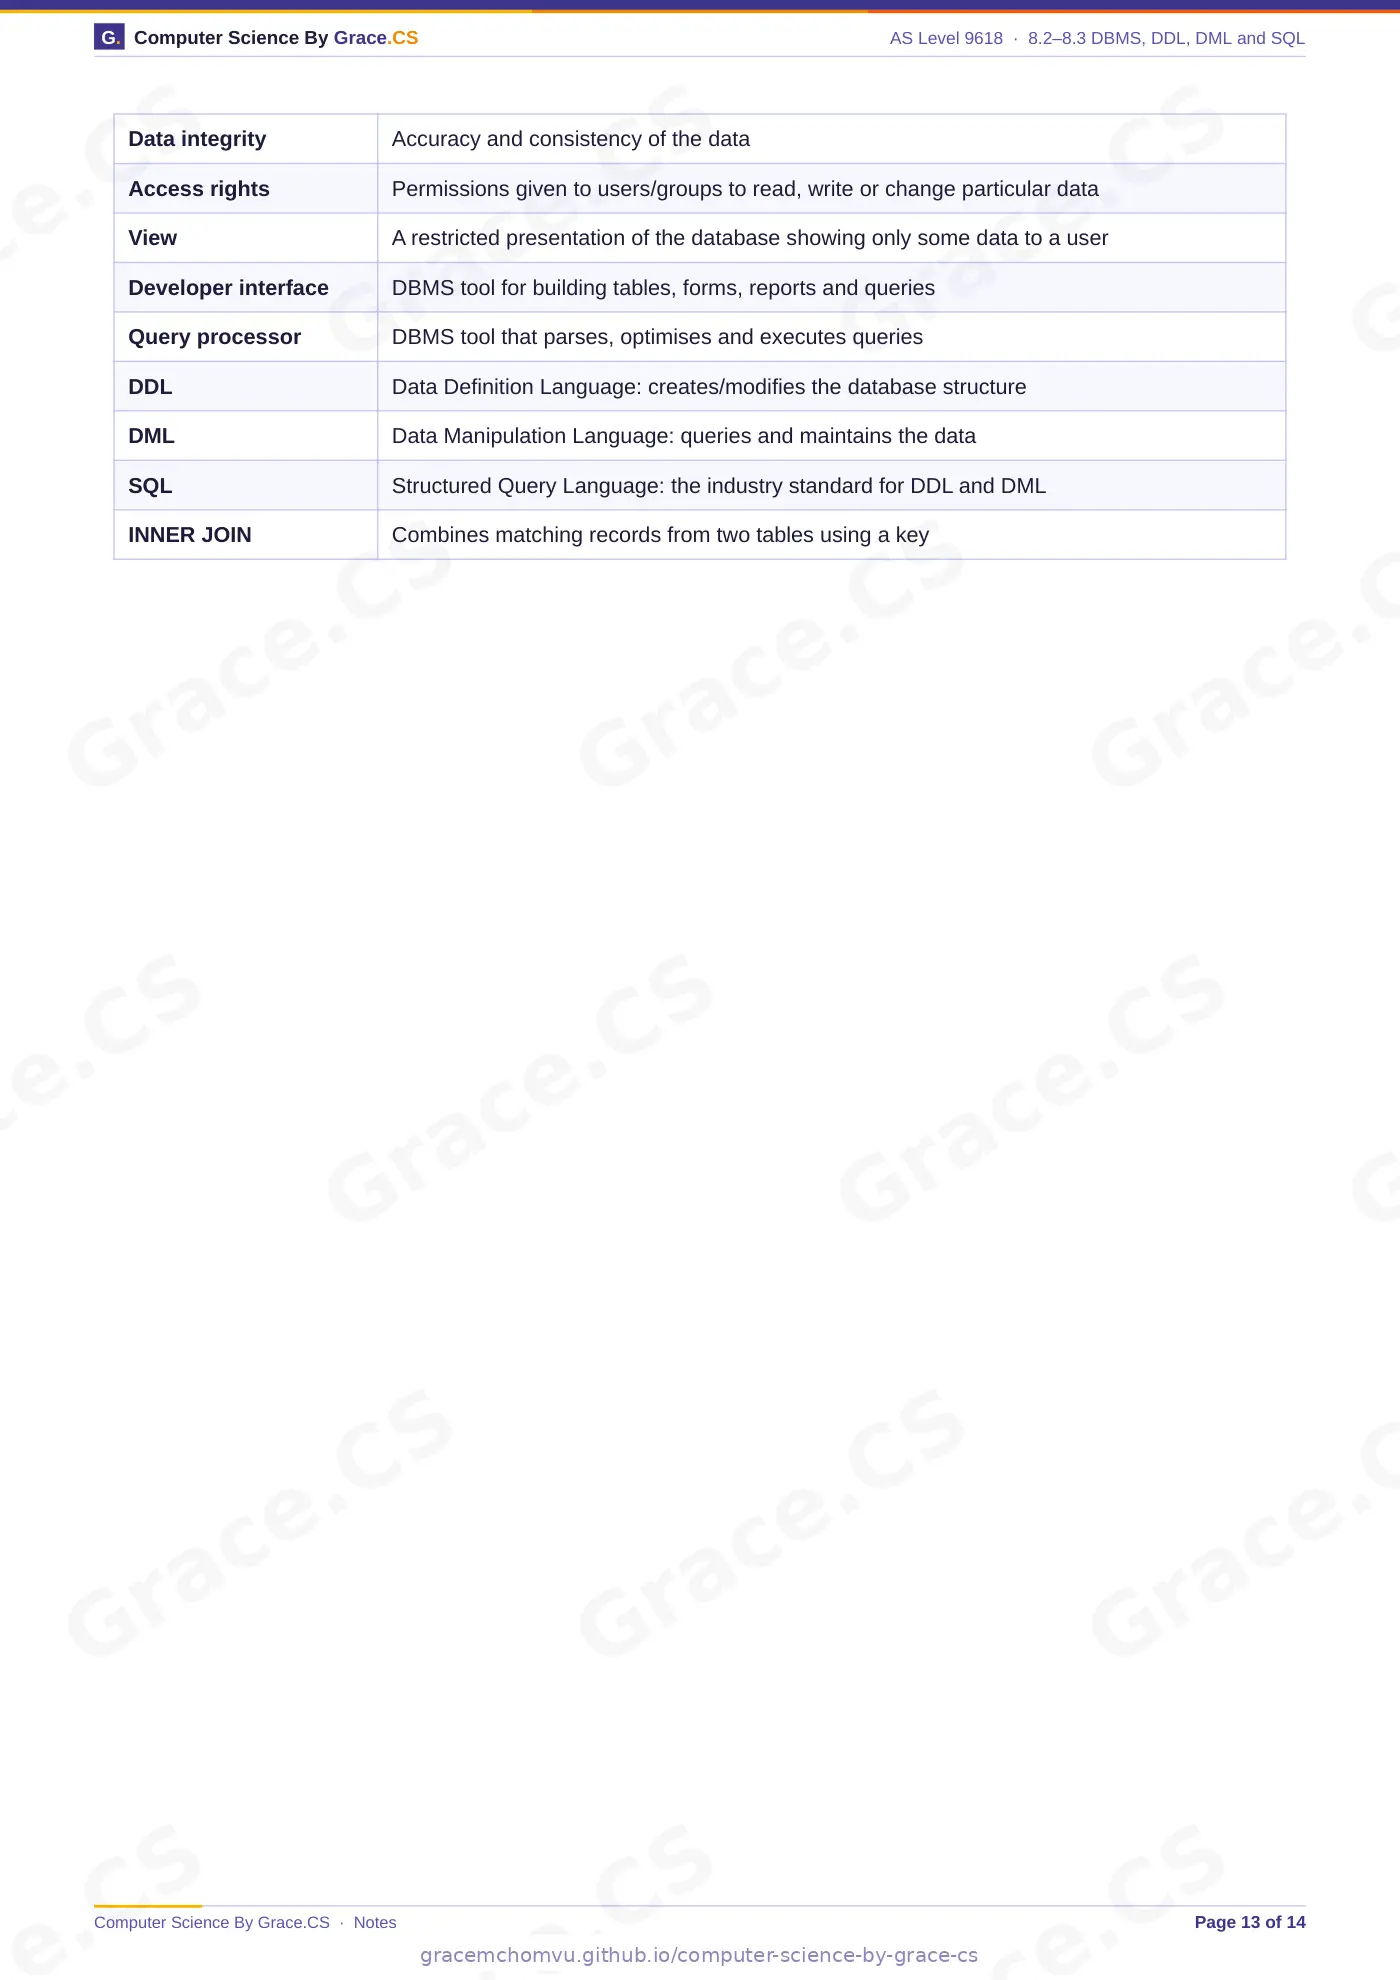 G. Computer Science By Grace.CS
AS Level 9618 · 8.2–8.3 DBMS, DDL, DML and SQL
Data integrity Accuracy and consistency of the data
Access rights Permissions given to users/groups to read, write or change particular data
View A restricted presentation of the database showing only some data to a user
Developer interface DBMS tool for building tables, forms, reports and queries
Query processor DBMS tool that parses, optimises and executes queries
DDL Data Definition Language: creates/modifies the database structure
DML Data Manipulation Language: queries and maintains the data
SQL Structured Query Language: the industry standard for DDL and DML
INNER JOIN Combines matching records from two tables using a key
Computer Science By Grace.CS · Notes
Page 13 of 14
gracemchomvu.github.io/computer-science-by-grace-cs